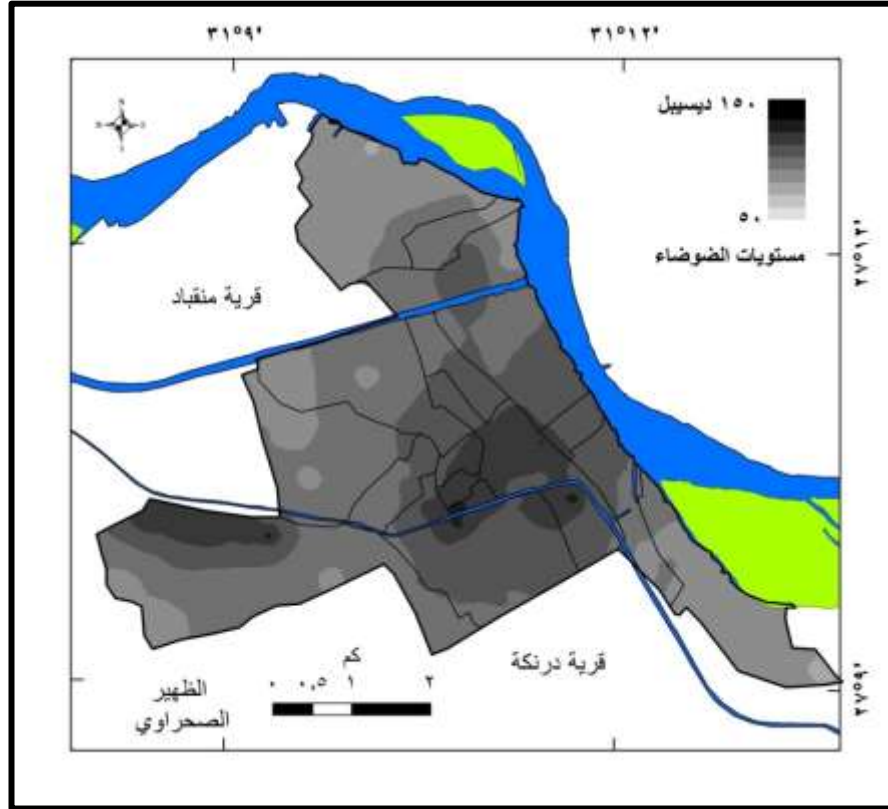 ٣١°٩'
٣١°١٢'
١٥٠ ديسيبل
٥٠
مستويات الضوضاء
٢٧°١٢'
قرية منقباد
قرية درنكة
كم
٠ ٠,٥ ١ ٢
الظهير
الصحراوي
٢٧°٩'